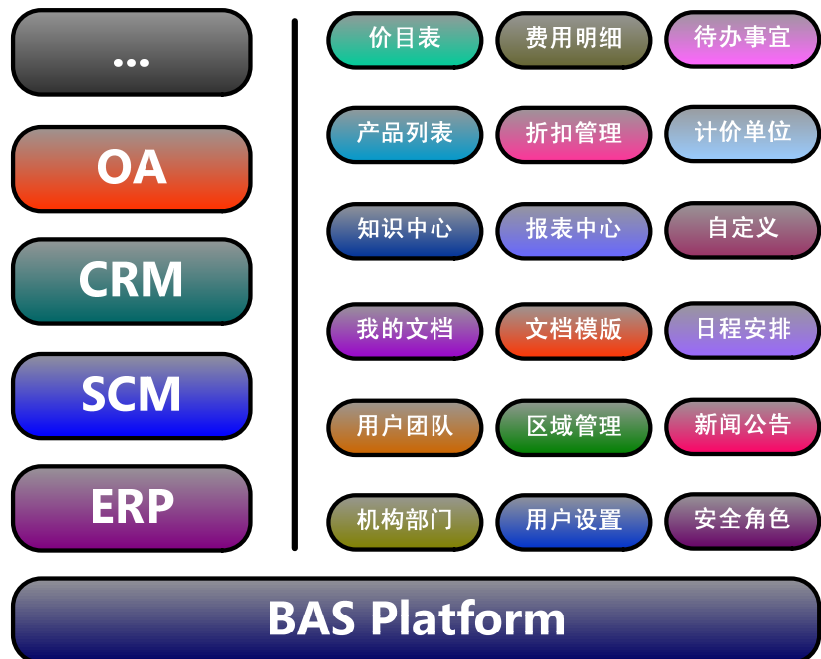 ...
OA
CRM
SCM
ERP
价目表 费用明细 待办事宜
产品列表 折扣管理 计价单位
知识中心 报表中心 自定义
我的文档 文档模版 日程安排
用户团队 区域管理 新闻公告
机构部门 用户设置 安全角色
BAS Platform